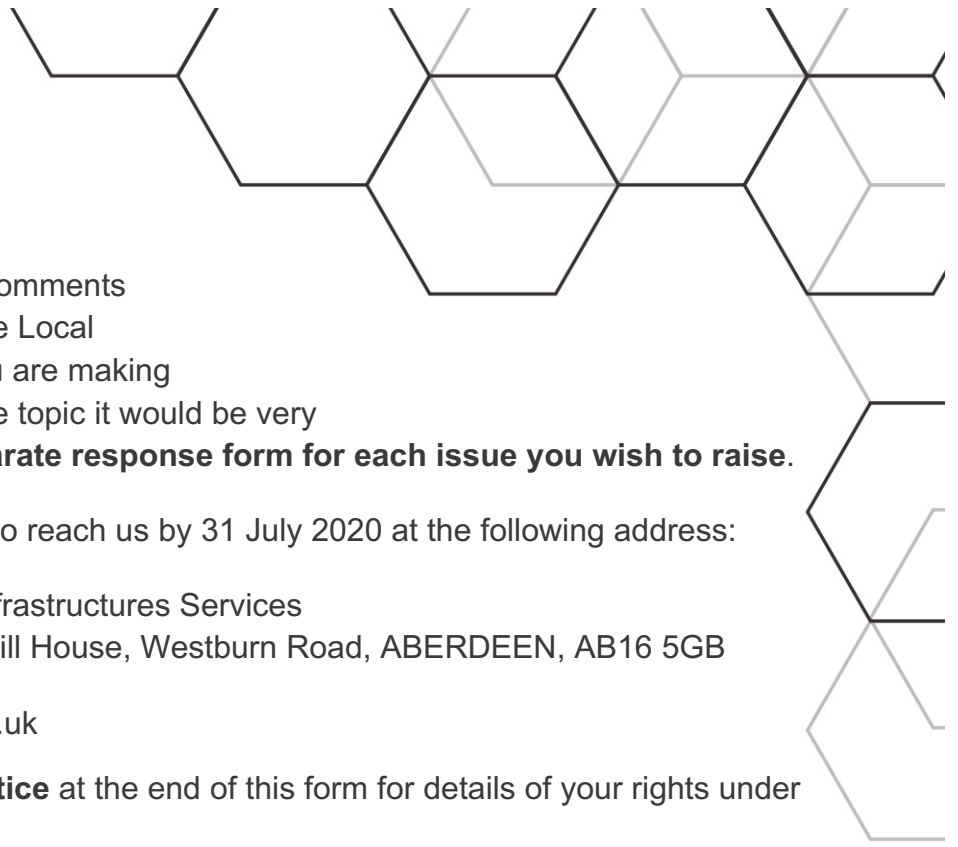 omments
e Local
u are making
e topic it would be very
arate response form for each issue you wish to raise.
o reach us by 31 July 2020 at the following address:
frastructures Services
ill House, Westburn Road, ABERDEEN, AB16 5GB
.uk
tice at the end of this form for details of your rights under